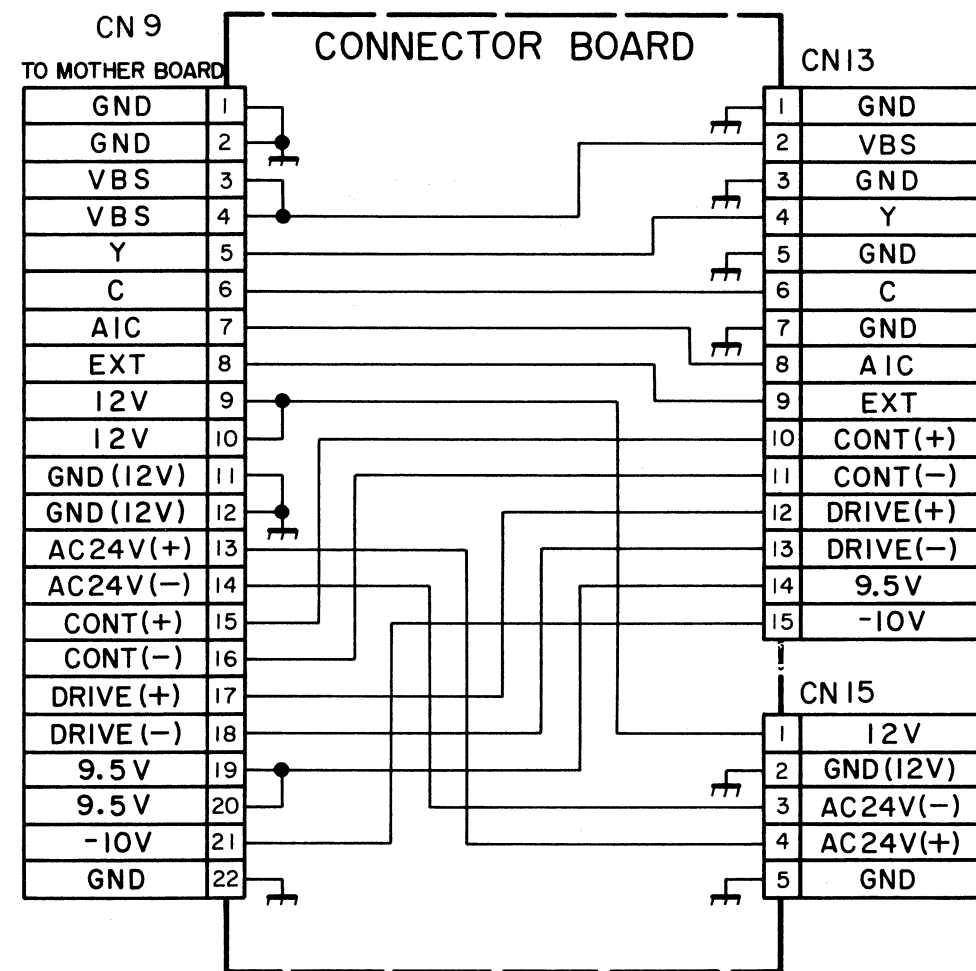 CN 9
TO MOTHER BOARD
GND 1
GND 2
VBS 3
VBS 4
Y 5
C 6
AIC 7
EXT 8
12V 9
12V 10
GND (12V) 11
GND (12V) 12
AC24V(+) 13
AC24V(-) 14
CONT(+) 15
CONT(-) 16
DRIVE (+) 17
DRIVE (-) 18
9.5V 19
9.5V 20
-10V 21
GND 22
CONNECTOR BOARD
CN13
1 GND
2 VBS
3 GND
4 Y
5 GND
6 C
7 GND
8 AIC
9 EXT
10 CONT(+)
11 CONT(-)
12 DRIVE(+)
13 DRIVE(-)
14 9.5V
15 -10V
CN 15
1 12V
2 GND(12V)
3 AC24V(-)
4 AC24V(+)
5 GND